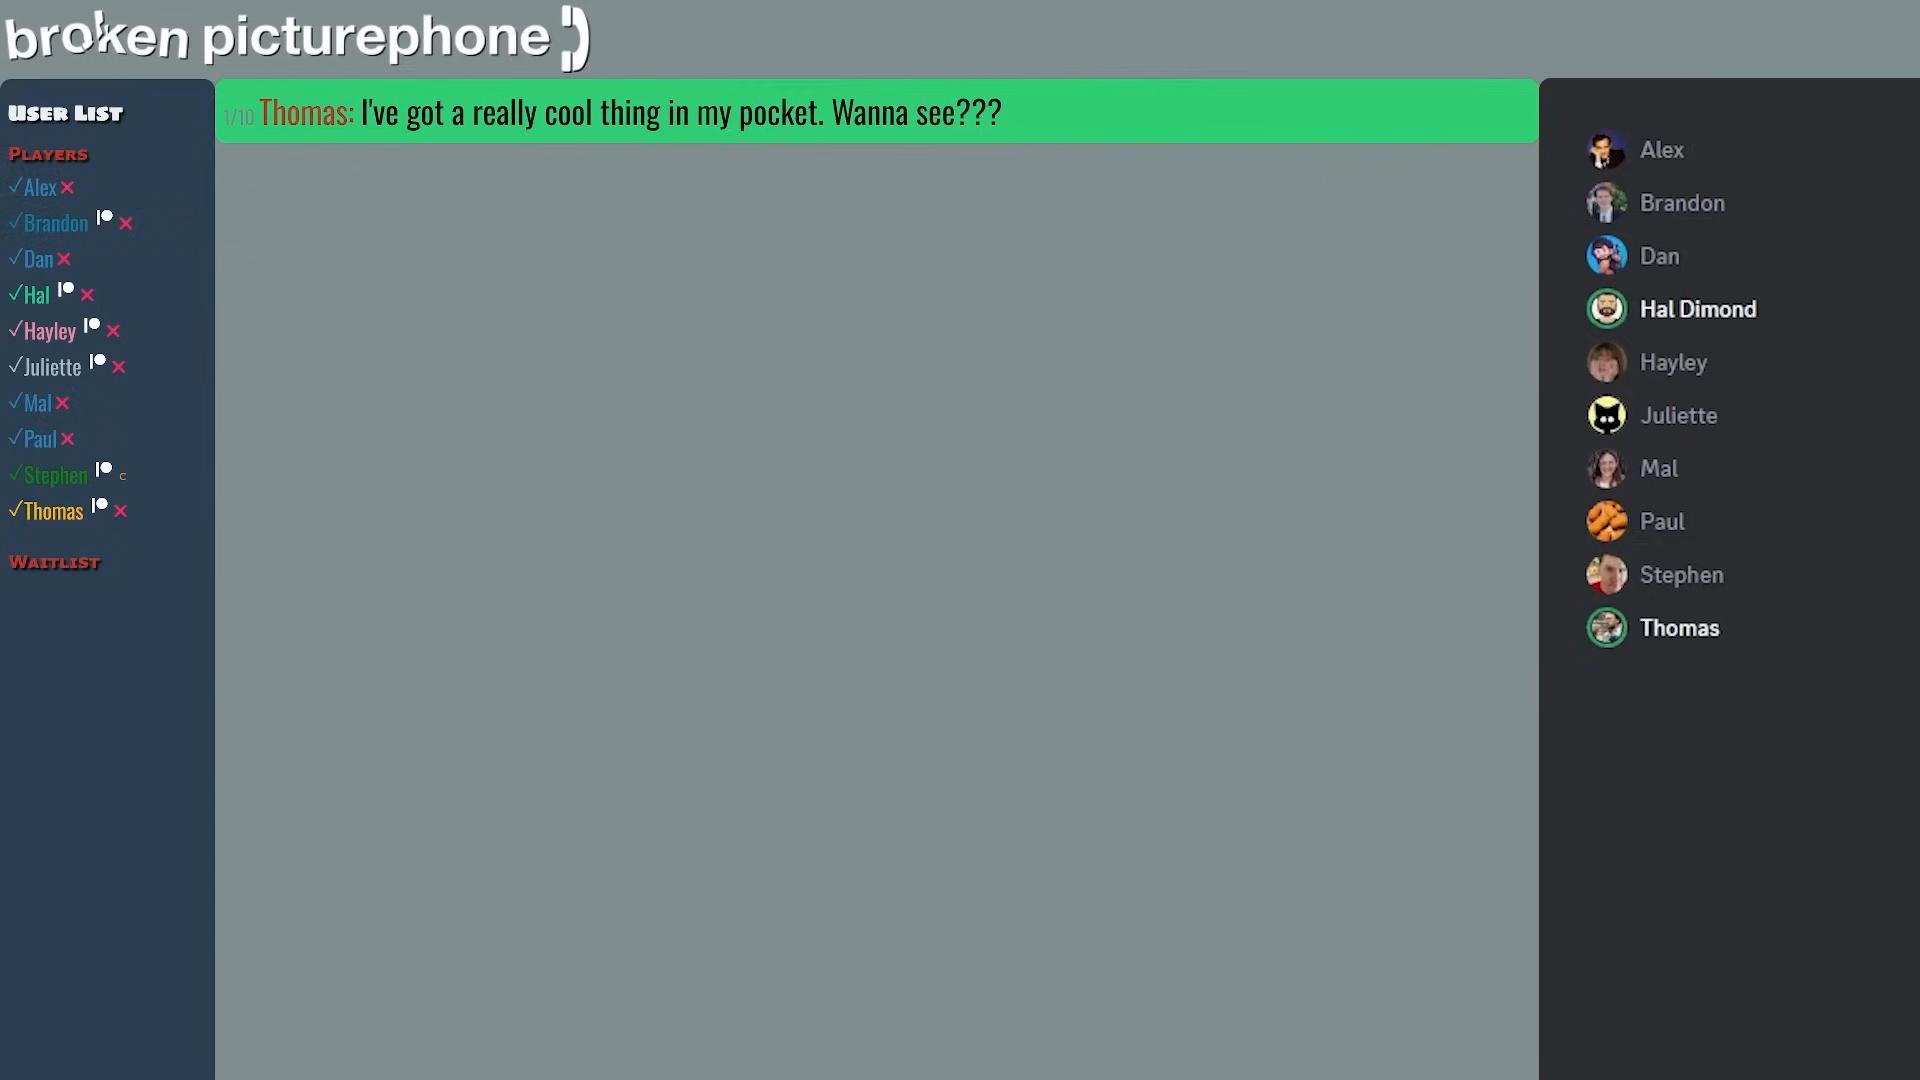 broken picturephone
User List
Players
✓Alex ×
✓Brandon ×
✓Dan ×
✓Hal ×
✓Hayley ×
✓Juliette ×
✓Mal ×
✓Paul ×
✓Stephen c
✓Thomas ×
Waitlist
1/10 Thomas: I've got a really cool thing in my pocket. Wanna see???
Alex
Brandon
Dan
Hal Dimond
Hayley
Juliette
Mal
Paul
Stephen
Thomas